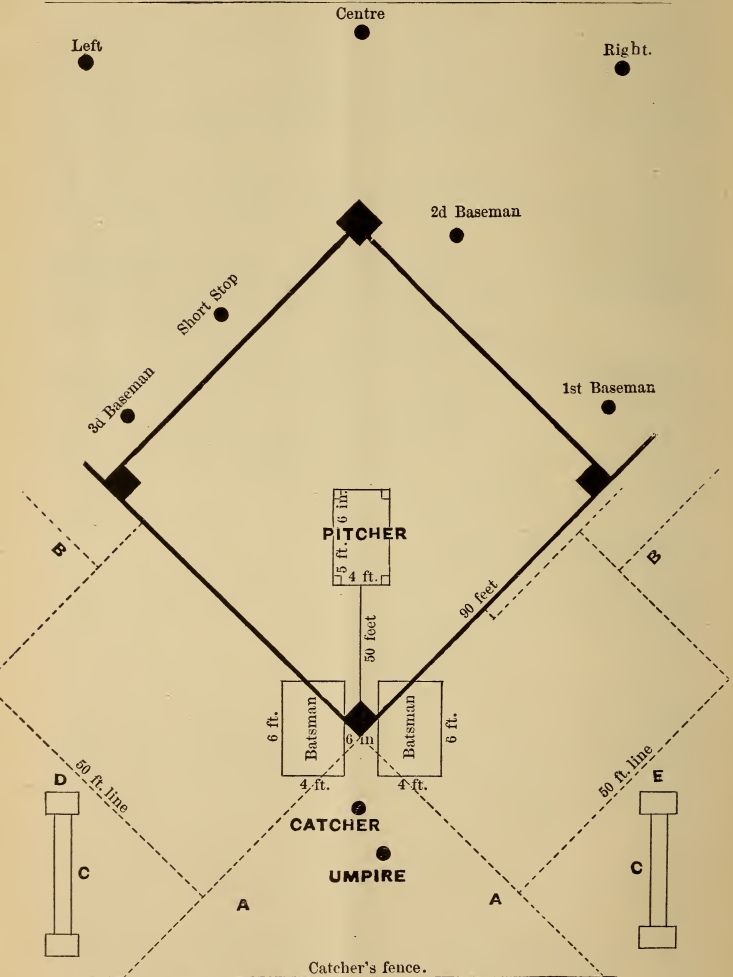 Centre
Left
Right.
2d Baseman
Short Stop
1st Baseman
3d Baseman
6 in.
PITCHER
5 ft.
4 ft.
B
B
90 feet
50 feet
Batsman
Batsman
6 ft.
6 ft.
6 in
4 ft.
4 ft.
50 ft. line
50 ft. line
D
E
CATCHER
UMPIRE
C
C
A
A
Catcher's fence.